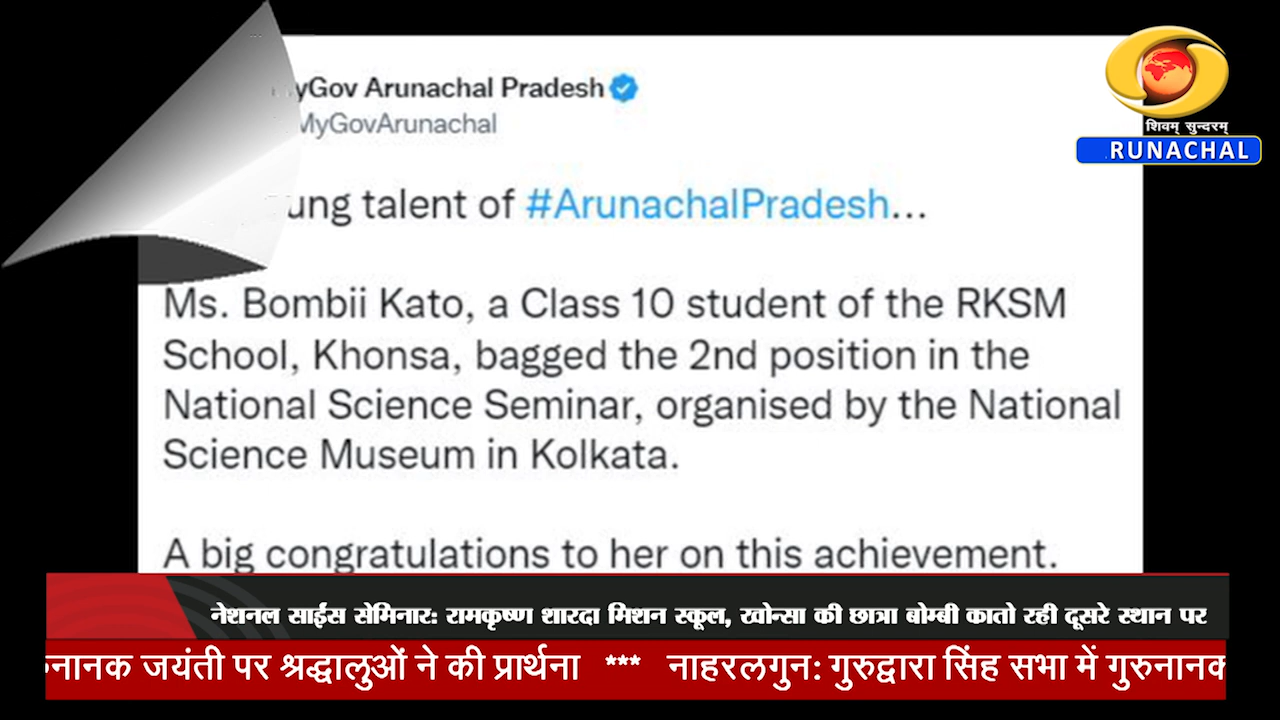 yGov Arunachal Pradesh
MyGovArunachal
ung talent of #ArunachalPradesh...
Ms. Bombii Kato, a Class 10 student of the RKSM
School, Khonsa, bagged the 2nd position in the
National Science Seminar, organised by the National
Science Museum in Kolkata.
A big congratulations to her on this achievement.
शिवम् सुन्दरम्
RUNACHAL
नेशनल साईंस सेमिनार: रामकृष्ण शारदा मिशन स्कूल, खोन्सा की छात्रा बोम्बी कातो रही दूसरे स्थान पर
नानक जयंती पर श्रद्धालुओं ने की प्रार्थना *** नाहरलगुन: गुरुद्वारा सिंह सभा में गुरुनानक